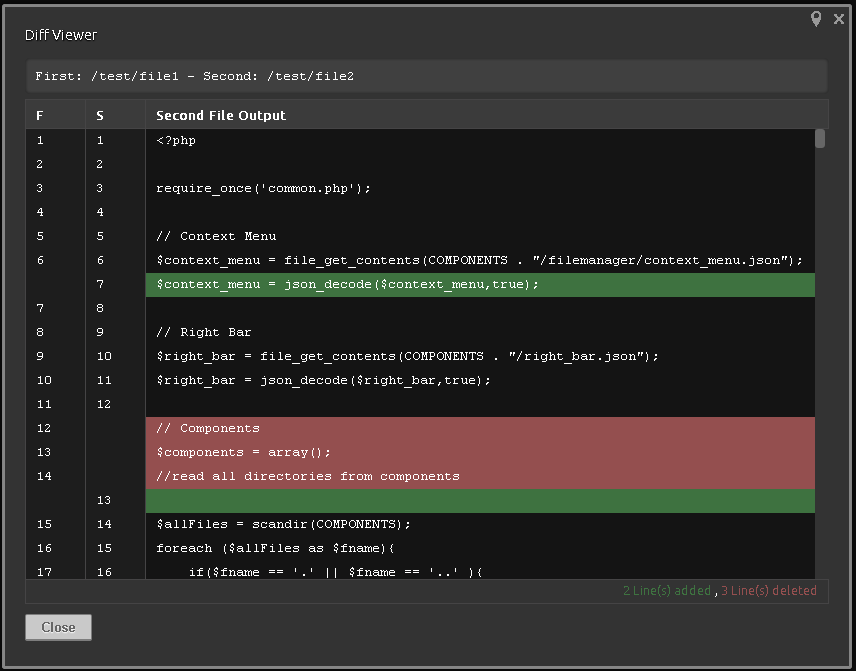 Diff Viewer
First: /test/file1 - Second: /test/file2
F S Second File Output
1 1 <?php
2 2
3 3 require_once('common.php');
4 4
5 5 // Context Menu
6 6 $context_menu = file_get_contents(COMPONENTS . "/filemanager/context_menu.json");
7 $context_menu = json_decode($context_menu,true);
7 8
8 9 // Right Bar
9 10 $right_bar = file_get_contents(COMPONENTS . "/right_bar.json");
10 11 $right_bar = json_decode($right_bar,true);
11 12
12 // Components
13 $components = array();
14 //read all directories from components
13
15 14 $allFiles = scandir(COMPONENTS);
16 15 foreach ($allFiles as $fname){
17 16 if($fname == '.' || $fname == '..' ){
2 Line(s) added , 3 Line(s) deleted
Close